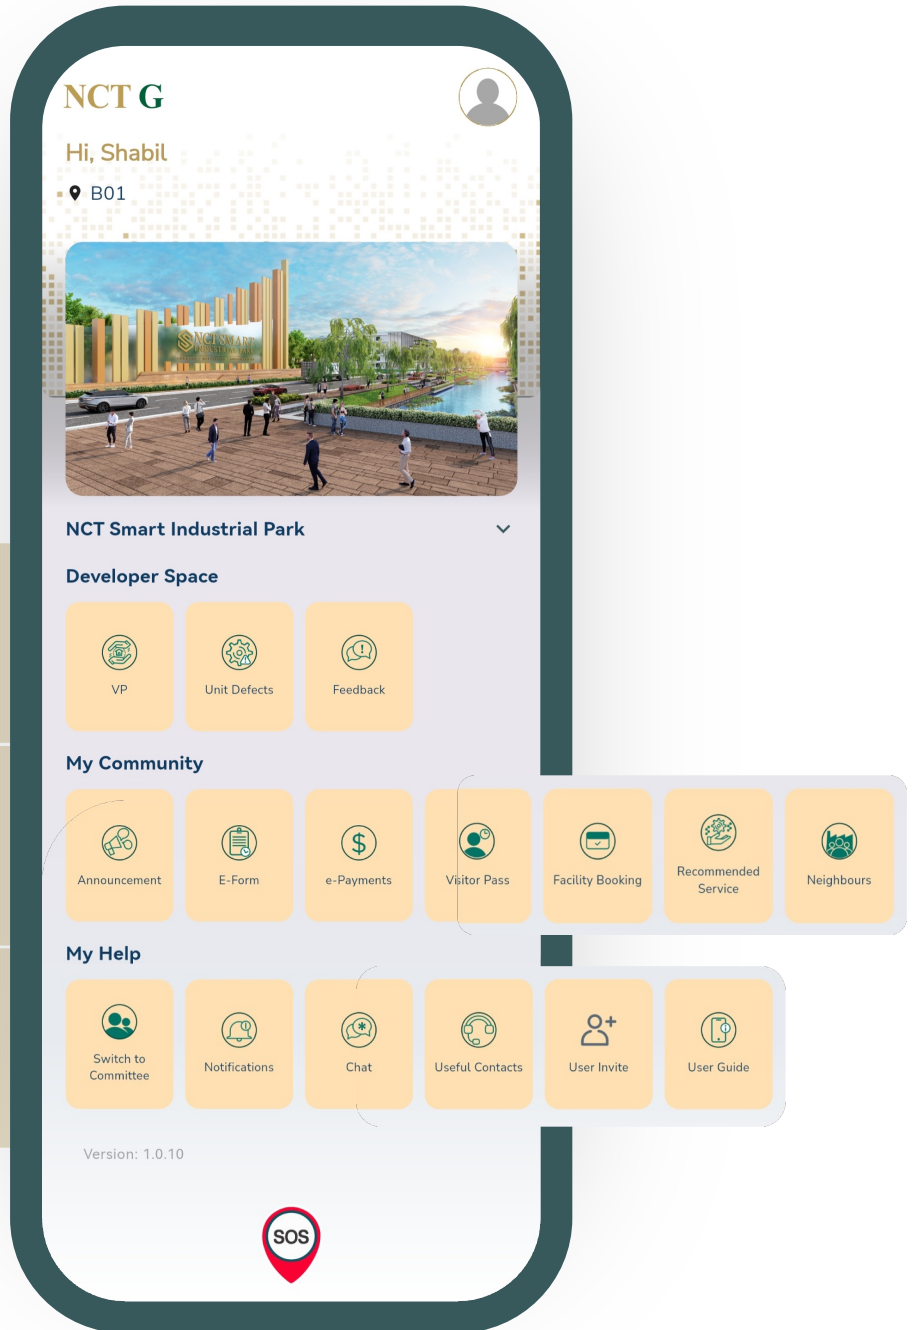 NCT G
Hi, Shabil
B01
NCT SMART
NCT Smart Industrial Park
Developer Space
VP
Unit Defects
Feedback
My Community
Announcement
E-Form
e-Payments
Visitor Pass
Facility Booking
Recommended
Service
Neighbours
My Help
Switch to
Committee
Notifications
Chat
Useful Contacts
User Invite
User Guide
Version: 1.0.10
SOS